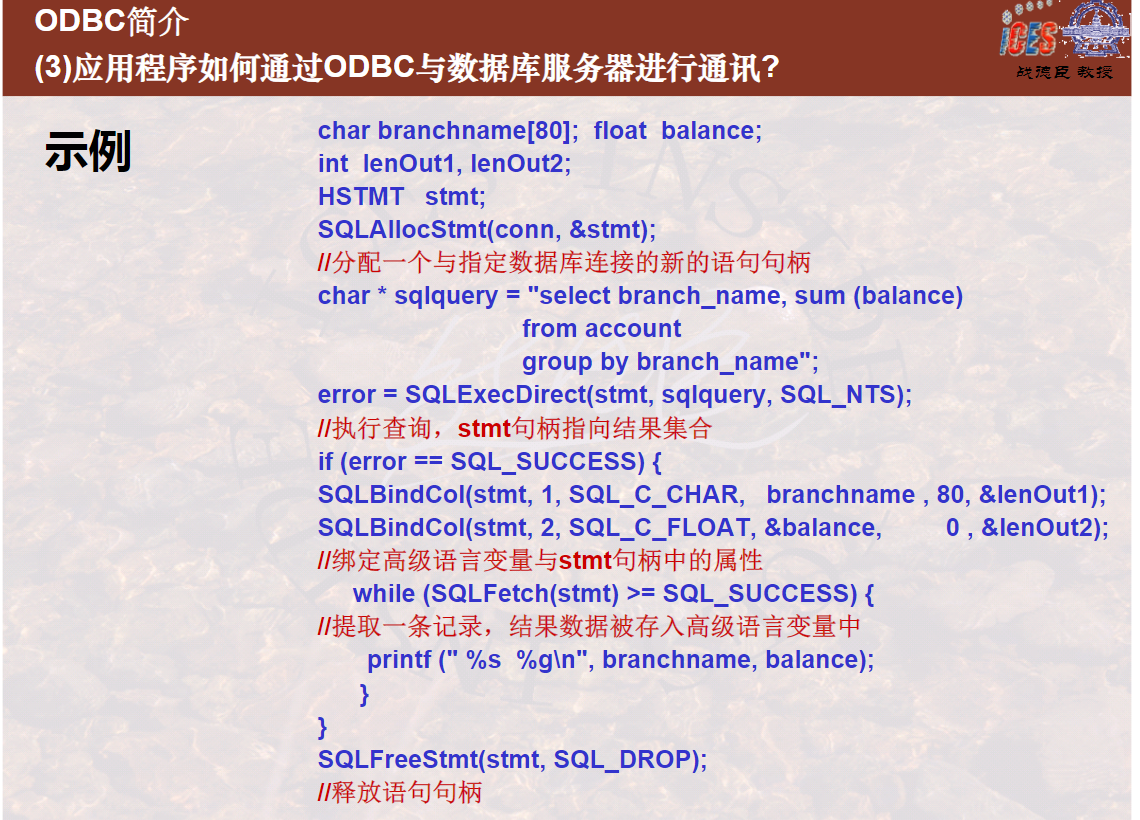 ODBC简介
(3)应用程序如何通过ODBC与数据库服务器进行通讯?
iCES
战德臣 教授
示例
char branchname[80];  float  balance;
int  lenOut1, lenOut2;
HSTMT   stmt;
SQLAllocStmt(conn, &stmt);
//分配一个与指定数据库连接的新的语句句柄
char * sqlquery = "select branch_name, sum (balance)
from account
group by branch_name";
error = SQLExecDirect(stmt, sqlquery, SQL_NTS);
//执行查询，stmt句柄指向结果集合
if (error == SQL_SUCCESS) {
SQLBindCol(stmt, 1, SQL_C_CHAR,   branchname , 80, &lenOut1);
SQLBindCol(stmt, 2, SQL_C_FLOAT, &balance,         0 , &lenOut2);
//绑定高级语言变量与stmt句柄中的属性
while (SQLFetch(stmt) >= SQL_SUCCESS) {
//提取一条记录，结果数据被存入高级语言变量中
printf (" %s  %g\n", branchname, balance);
}
}
SQLFreeStmt(stmt, SQL_DROP);
//释放语句句柄